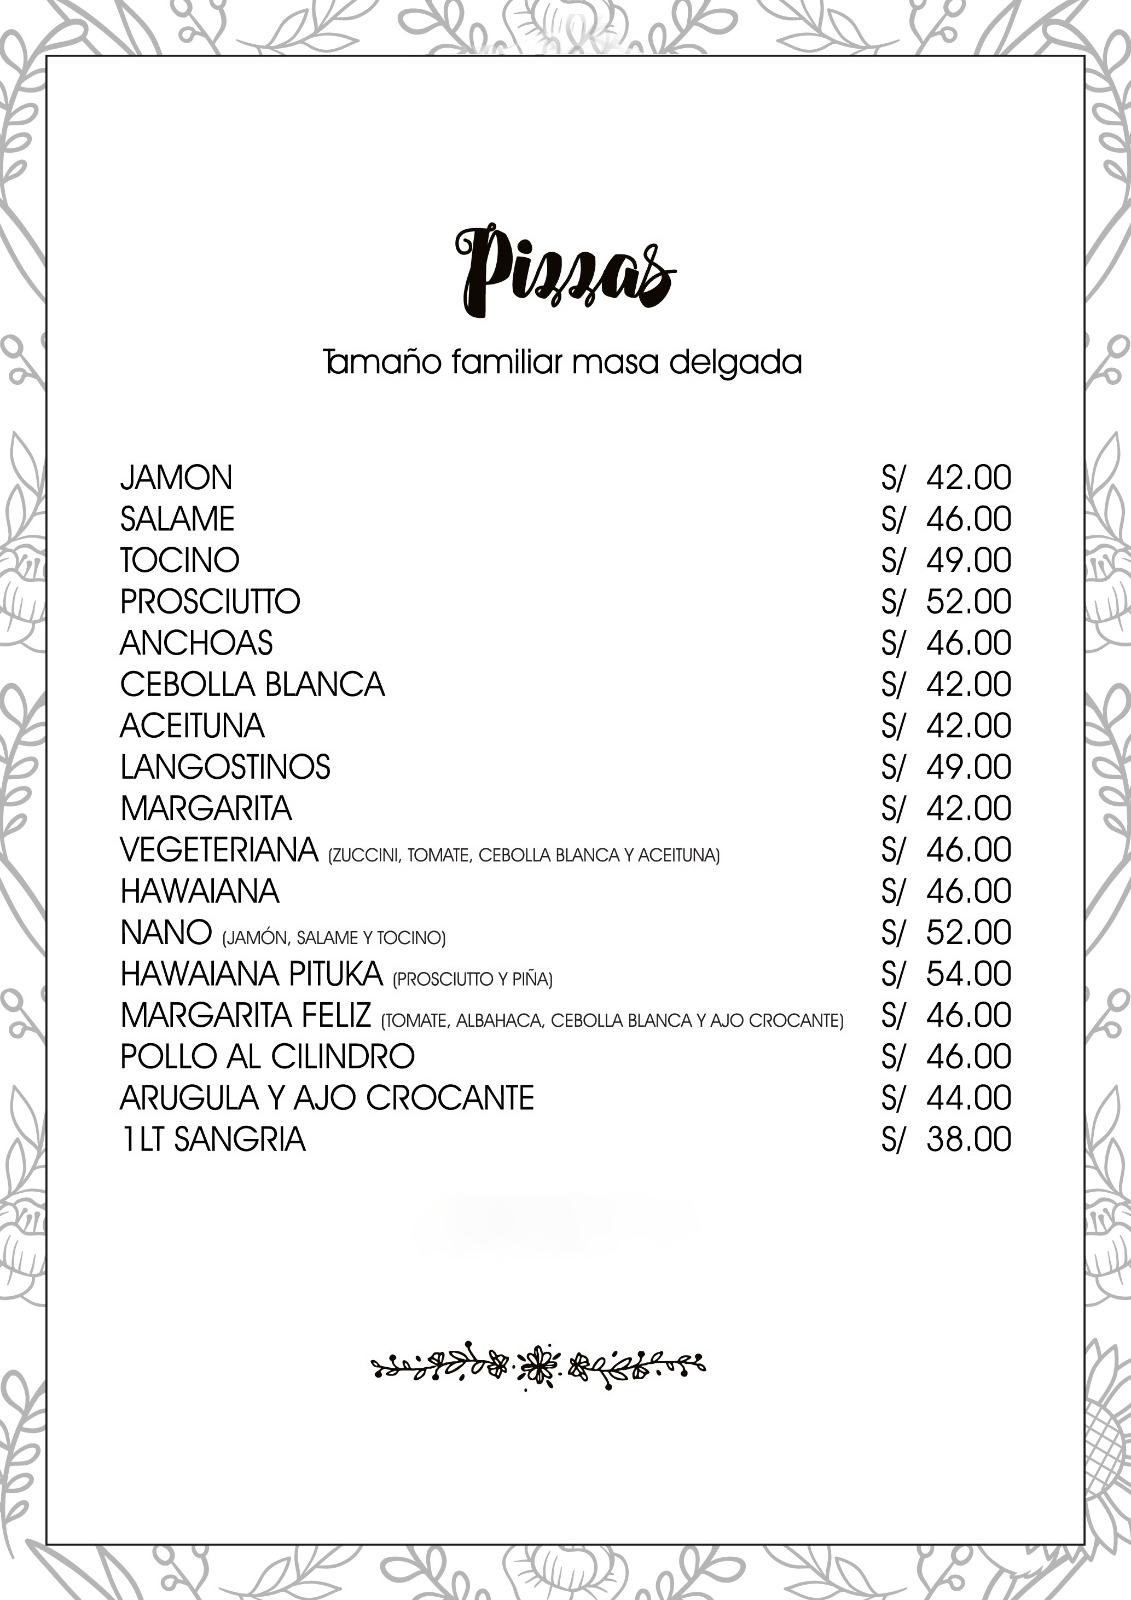 Pizzas
Tamaño familiar masa delgada
JAMON S/ 42.00
SALAME S/ 46.00
TOCINO S/ 49.00
PROSCIUTTO S/ 52.00
ANCHOAS S/ 46.00
CEBOLLA BLANCA S/ 42.00
ACEITUNA S/ 42.00
LANGOSTINOS S/ 49.00
MARGARITA S/ 42.00
VEGETERIANA (ZUCCINI, TOMATE, CEBOLLA BLANCA Y ACEITUNA) S/ 46.00
HAWAIANA S/ 46.00
NANO (JAMÓN, SALAME Y TOCINO) S/ 52.00
HAWAIANA PITUKA (PROSCIUTTO Y PIÑA) S/ 54.00
MARGARITA FELIZ (TOMATE, ALBAHACA, CEBOLLA BLANCA Y AJO CROCANTE) S/ 46.00
POLLO AL CILINDRO S/ 46.00
ARUGULA Y AJO CROCANTE S/ 44.00
1LT SANGRIA S/ 38.00